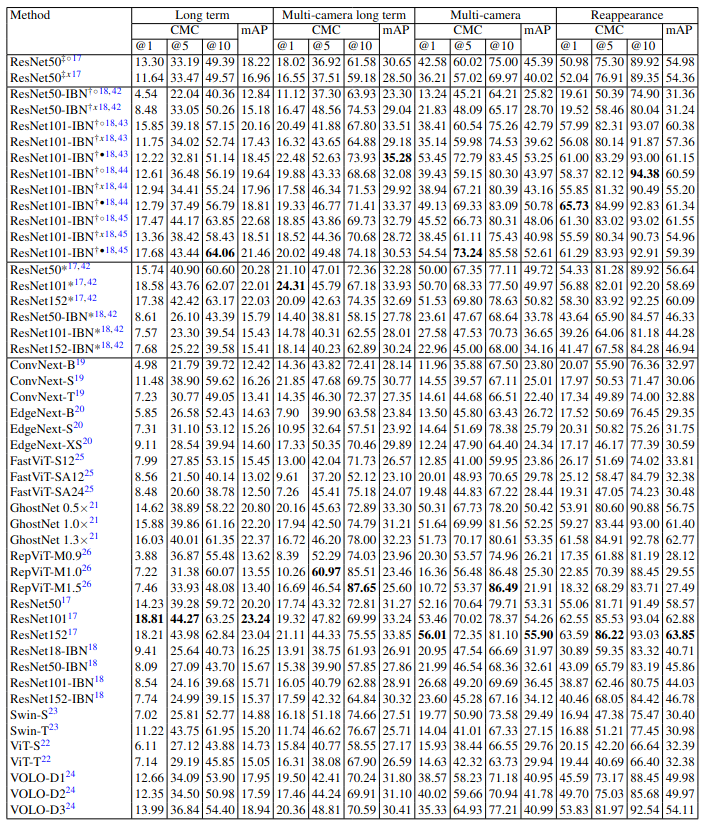 Method Long term Multi-camera long term Multi-camera Reappearance
CMC mAP CMC mAP CMC mAP CMC mAP
@1 @5 @10 @1 @5 @10 @1 @5 @10 @1 @5 @10
ResNet50‡○17 13.30 33.19 49.39 18.22 18.02 36.92 61.58 30.65 42.58 60.02 75.00 45.39 50.98 75.30 89.92 54.98
ResNet50‡x17 11.64 33.47 49.57 16.96 16.55 37.51 59.18 28.50 36.21 57.02 69.97 40.02 52.04 76.91 89.35 54.36
ResNet50-IBN†○18,42 4.54 22.04 40.36 12.84 11.12 37.30 63.93 23.30 13.24 45.21 64.21 25.82 19.61 50.39 74.90 31.36
ResNet50-IBN†x18,42 8.48 33.05 50.26 15.18 16.47 48.56 74.53 29.04 21.83 48.09 65.17 28.70 19.52 58.46 80.04 31.24
ResNet101-IBN†○18,43 15.85 39.18 57.15 20.16 20.49 41.88 67.80 33.51 38.41 60.54 75.26 42.79 57.99 82.31 93.07 60.38
ResNet101-IBN†x18,43 11.75 34.02 52.74 17.43 16.32 43.65 64.88 29.18 35.14 59.98 74.53 39.62 56.08 80.14 91.87 57.36
ResNet101-IBN†●18,43 12.22 32.81 51.14 18.45 22.48 52.63 73.93 35.28 53.45 72.79 83.45 53.25 61.00 83.29 93.00 61.15
ResNet101-IBN†○18,44 12.61 36.48 56.19 19.64 19.88 43.33 68.68 32.08 39.43 59.15 80.30 43.97 58.37 82.12 94.38 60.59
ResNet101-IBN†x18,44 12.94 34.41 55.24 17.96 17.58 46.34 71.53 29.92 38.94 67.21 80.39 43.16 55.85 81.32 90.49 55.20
ResNet101-IBN†●18,44 12.79 37.49 56.79 18.81 19.33 46.77 71.41 33.37 49.13 69.33 83.09 50.78 65.73 84.99 92.83 61.34
ResNet101-IBN†○18,45 17.47 44.17 63.85 22.68 18.85 43.86 69.73 32.79 45.52 66.73 80.31 48.06 61.30 83.02 93.02 61.55
ResNet101-IBN†x18,45 13.36 38.42 58.43 18.51 18.52 44.36 70.68 28.72 38.45 61.11 75.43 40.98 55.59 80.34 90.73 54.96
ResNet101-IBN†●18,45 17.68 43.44 64.06 21.46 20.02 49.48 74.18 30.53 54.54 73.24 85.58 52.61 61.29 83.93 92.91 59.39
ResNet50*17,42 15.74 40.90 60.60 20.28 21.10 47.01 72.36 32.28 50.00 67.35 77.11 49.72 54.33 81.28 89.92 56.64
ResNet101*17,42 18.58 43.76 62.07 22.01 24.31 45.79 67.18 33.93 50.70 68.33 77.50 49.97 56.88 82.01 92.20 58.69
ResNet152*17,42 17.38 42.42 63.17 22.03 20.09 42.63 74.35 32.69 51.53 69.80 78.63 50.82 58.30 83.92 92.25 60.09
ResNet50-IBN*18,42 8.61 26.10 43.39 15.79 14.40 38.81 58.15 27.78 23.61 47.67 68.64 33.78 43.64 65.90 84.57 46.33
ResNet101-IBN*18,42 7.57 23.30 39.54 15.43 14.78 40.31 62.55 28.01 27.58 47.53 70.73 36.65 39.26 64.06 81.18 44.28
ResNet152-IBN*18,42 7.68 25.22 39.58 15.41 18.14 40.23 62.89 30.24 22.96 45.00 68.00 34.16 41.47 67.58 84.28 46.94
ConvNext-B19 4.98 21.79 39.72 12.42 14.36 43.82 72.41 28.14 11.96 35.88 67.50 23.80 20.07 55.90 76.36 32.97
ConvNext-S19 11.48 38.90 59.62 16.26 21.85 47.68 69.75 30.77 14.55 39.57 67.11 25.01 17.97 50.53 71.47 30.06
ConvNext-T19 7.23 30.77 49.05 13.41 14.35 46.30 72.37 27.35 14.61 44.68 66.51 22.40 17.34 49.89 74.00 32.88
EdgeNext-B20 5.85 26.58 52.43 14.63 7.90 39.90 63.58 23.84 13.50 45.80 63.43 26.72 17.52 50.69 76.45 29.35
EdgeNext-S20 7.31 31.10 53.12 15.26 10.95 32.64 57.51 23.92 14.64 51.69 78.38 25.79 20.31 50.82 75.26 31.75
EdgeNext-XS20 9.11 28.54 39.94 14.60 17.33 50.35 70.46 29.89 12.24 47.90 64.40 24.34 17.17 46.17 77.39 30.59
FastViT-S1225 7.99 27.85 53.15 15.45 13.00 42.04 71.73 26.57 12.85 41.00 59.95 23.86 26.17 51.69 74.02 33.81
FastViT-SA1225 8.56 21.50 40.14 13.02 9.61 37.20 52.12 23.10 20.01 48.93 70.65 29.78 25.12 58.47 84.79 32.38
FastViT-SA2425 8.48 20.60 38.78 12.50 7.26 45.41 75.18 24.07 19.48 44.83 67.22 28.44 19.31 47.05 74.23 30.48
GhostNet 0.5×21 14.62 38.89 58.22 20.80 20.16 45.63 72.89 33.30 50.31 67.73 78.20 50.42 53.91 80.60 90.88 56.75
GhostNet 1.0×21 15.88 39.86 61.16 22.20 17.94 42.50 74.79 31.21 51.64 69.99 81.56 52.25 59.27 83.44 93.00 61.40
GhostNet 1.3×21 16.03 40.01 61.35 22.37 16.72 46.20 78.00 32.23 51.73 70.17 80.61 53.35 61.58 84.91 92.78 62.77
RepViT-M0.926 3.88 36.87 55.48 13.62 8.39 52.29 74.03 23.96 20.30 53.57 74.96 26.21 17.35 61.88 81.19 28.12
RepViT-M1.026 7.22 31.38 60.07 13.55 10.26 60.97 85.51 23.46 16.36 56.48 86.48 25.30 22.85 70.39 88.45 29.55
RepViT-M1.526 7.46 33.93 48.08 13.40 16.69 46.54 87.65 25.60 10.72 53.37 86.49 21.91 18.32 68.29 83.71 27.49
ResNet5017 14.23 39.28 59.72 20.20 17.74 43.32 72.81 31.27 52.16 70.64 79.71 53.31 55.06 81.71 91.49 58.57
ResNet10117 18.81 44.27 63.25 23.24 19.32 47.82 69.99 33.24 53.46 70.02 78.37 54.26 62.55 85.53 93.04 62.88
ResNet15217 18.21 43.98 62.84 23.04 21.11 44.33 75.55 33.85 56.01 72.35 81.10 55.90 63.59 86.22 93.03 63.85
ResNet18-IBN18 9.41 25.64 40.73 16.25 13.91 38.75 61.93 26.91 20.95 47.54 66.69 31.97 30.89 59.35 83.32 40.71
ResNet50-IBN18 8.09 27.09 43.70 15.67 15.38 39.90 57.85 27.86 21.99 46.54 68.36 32.61 43.09 65.79 83.19 45.86
ResNet101-IBN18 8.54 24.16 39.68 15.71 16.05 40.79 62.88 28.91 26.68 49.20 69.69 36.45 38.87 62.46 80.75 44.03
ResNet152-IBN18 7.74 24.99 39.15 15.37 17.59 42.32 64.84 30.32 23.60 45.28 67.16 34.12 40.46 68.05 84.42 46.78
Swin-S23 7.02 25.81 52.77 14.88 16.18 51.18 74.66 27.51 19.77 50.90 73.58 29.49 16.94 47.38 75.47 30.40
Swin-T23 11.22 43.75 61.95 15.20 11.74 46.62 76.67 25.71 14.04 41.01 67.33 27.15 16.88 51.21 77.45 30.98
ViT-S22 6.11 27.12 43.88 14.73 15.84 40.77 58.55 27.17 15.93 38.44 66.55 29.76 20.15 42.20 66.64 32.39
ViT-T22 7.14 29.19 45.85 15.05 16.31 38.08 67.90 26.59 14.63 42.32 63.73 29.94 19.44 40.69 66.40 32.38
VOLO-D124 12.66 34.09 53.90 17.95 19.50 42.41 70.24 31.80 38.57 58.23 71.18 40.95 45.59 73.17 88.45 49.98
VOLO-D224 12.35 34.50 50.98 17.59 17.46 44.24 69.91 31.10 40.02 59.66 70.94 41.78 49.70 75.03 85.68 49.97
VOLO-D324 13.99 36.84 54.40 18.94 20.36 48.81 70.59 30.41 35.33 64.93 77.21 40.99 53.83 81.97 92.54 54.11